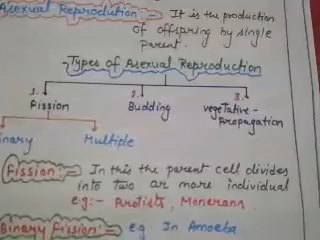 Asexual Reprodution :- It is the production
of offspring by single
parent.
- Types of Asexual Reproduction
1. 2. 3.
Fission Budding vegetative-
Propagation
inary Multiple
Fission :- In this the parent cell divides
into two or more individual
e.g:- Protists, Monerans
Binary Fission :- eg. In Amoeba